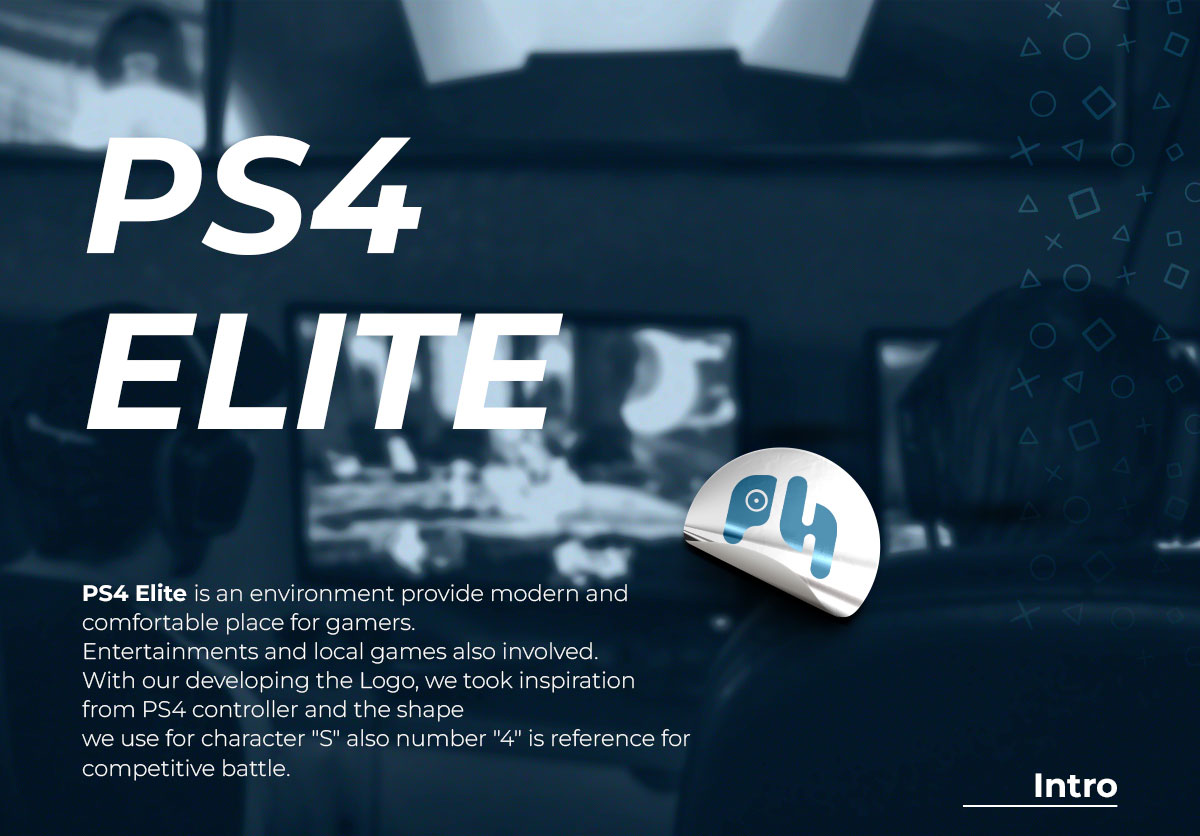 PS4
ELITE
P4
PS4 Elite is an environment provide modern and
comfortable place for gamers.
Entertainments and local games also involved.
With our developing the Logo, we took inspiration
from PS4 controller and the shape
we use for character "S" also number "4" is reference for
competitive battle.
Intro